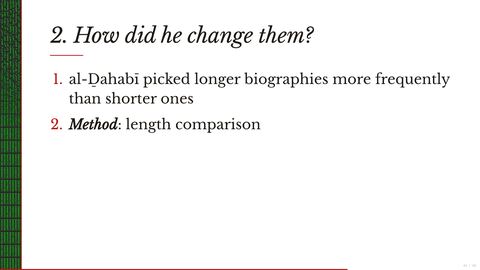 2. How did he change them?
1. al-Ḏahabī picked longer biographies more frequently
than shorter ones
2. Method: length comparison